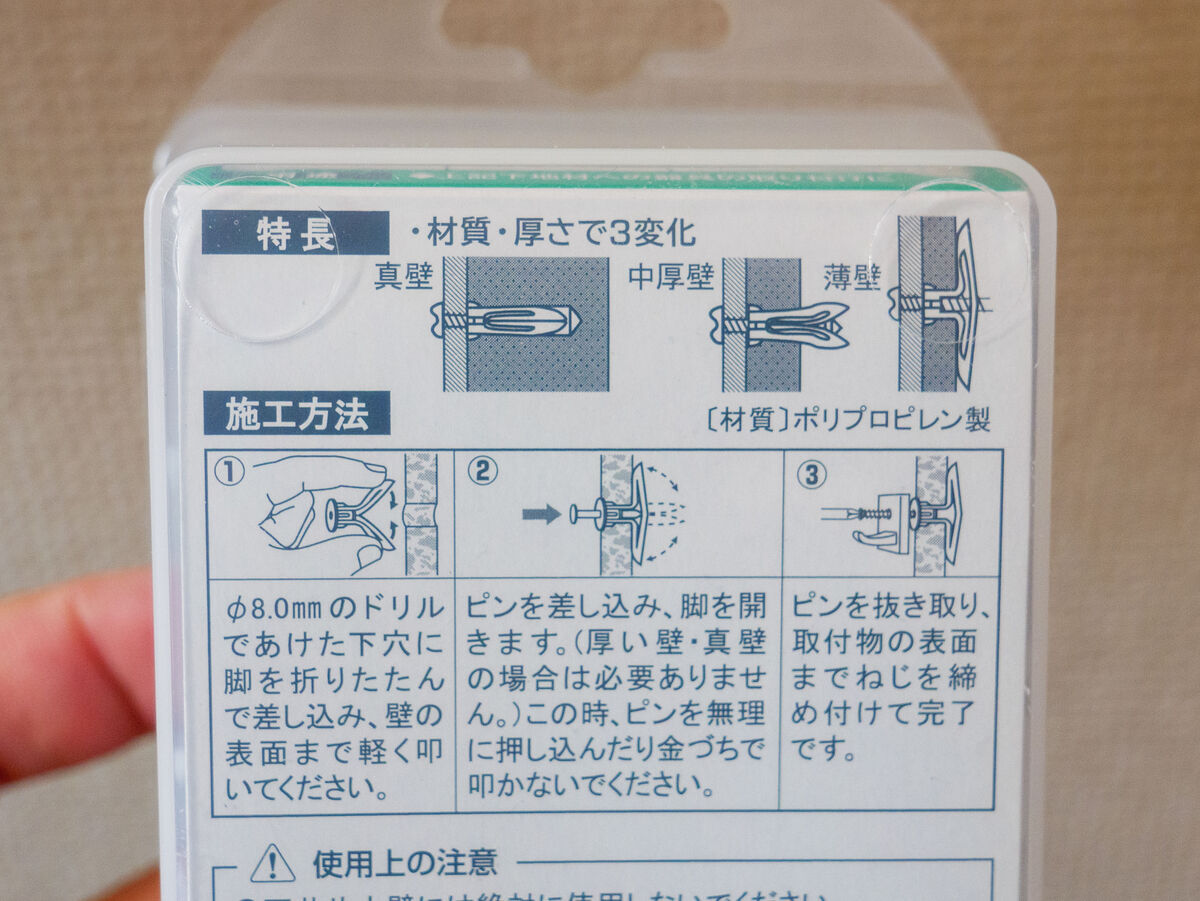 特長
・材質・厚さで3変化
真壁
中厚壁
薄壁
施工方法
〔材質〕ポリプロピレン製
①
②
③
φ8.0mmのドリル
であけた下穴に
脚を折りたたん
で差し込み、壁の
表面まで軽く叩
いてください。
ピンを差し込み、脚を開
きます。(厚い壁・真壁
の場合は必要ありませ
ん。)この時、ピンを無理
に押し込んだり金づちで
叩かないでください。
ピンを抜き取り、
取付物の表面
までねじを締
め付けて完了
です。
使用上の注意